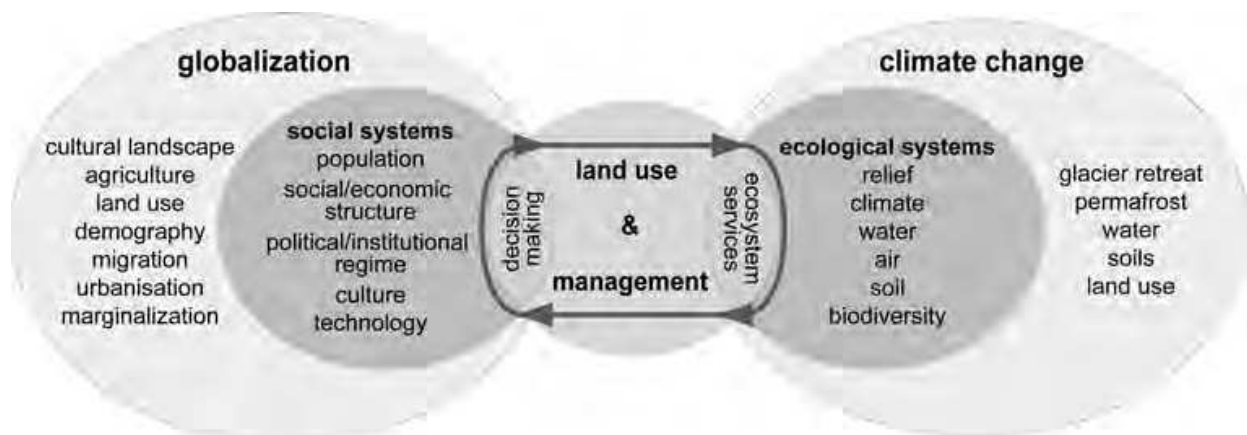 globalization
cultural landscape
agriculture
land use
demography
migration
urbanisation
marginalization
social systems
population
social/economic
structure
political/institutional
regime
culture
technology
decision
making
land use
&
management
ecosystem
services
climate change
ecological systems
relief
climate
water
air
soil
biodiversity
glacier retreat
permafrost
water
soils
land use